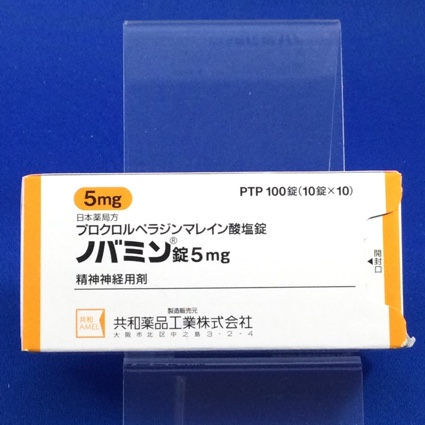 5mg
PTP 100錠(10錠×10)
日本薬局方
プロクロルペラジンマレイン酸塩錠
ノバミン®錠5mg
精神神経用剤
開封口
製造販売元
共和
AMEL
共和薬品工業株式会社
大阪市北区中之島3-2-4